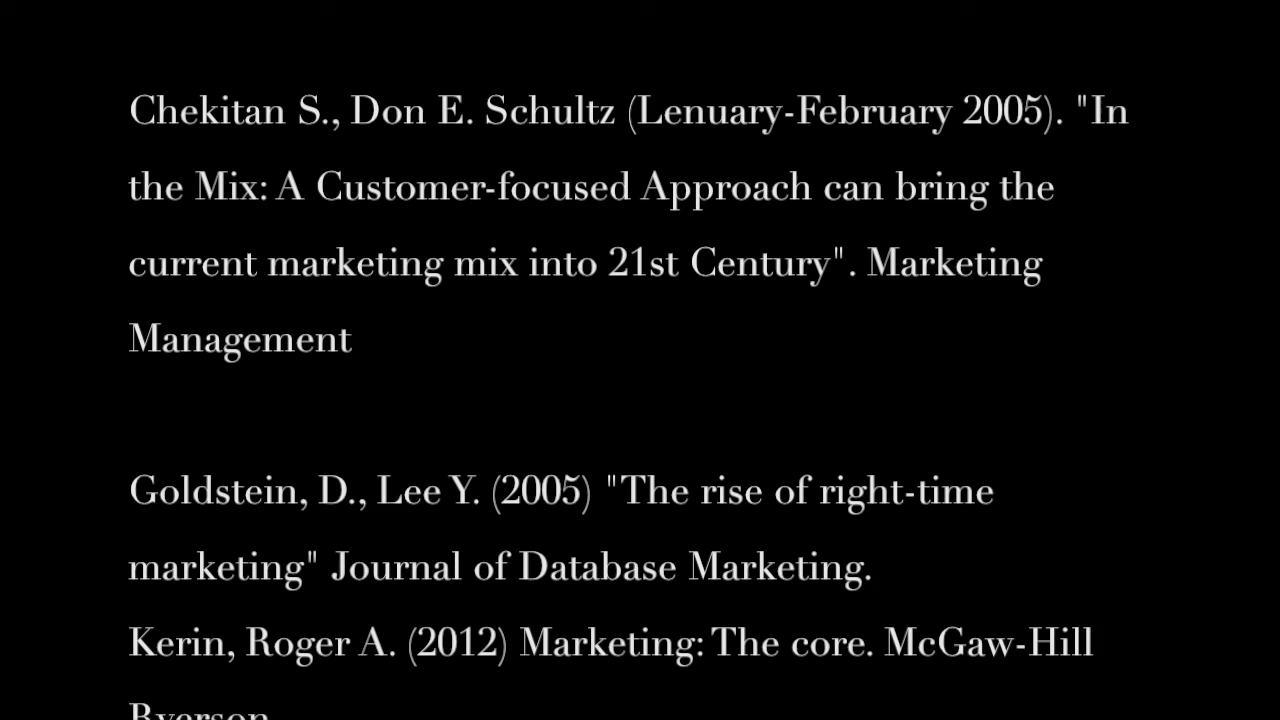 Chekitan S., Don E. Schultz (Lenuary-February 2005). "In
the Mix: A Customer-focused Approach can bring the
current marketing mix into 21st Century". Marketing
Management
Goldstein, D., Lee Y. (2005) "The rise of right-time
marketing" Journal of Database Marketing.
Kerin, Roger A. (2012) Marketing: The core. McGaw-Hill
Ryerson